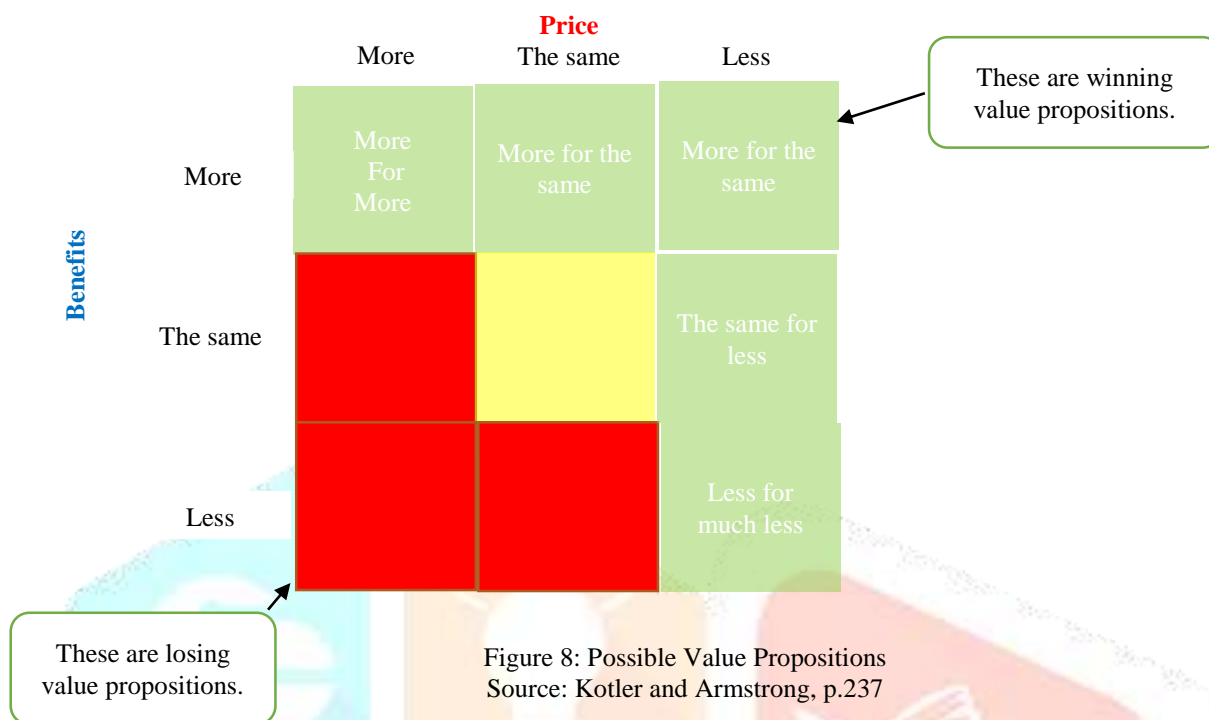 Price
More
The same
Less
These are winning
value propositions.
Benefits
More
More
For
More
More for the
same
More for the
same
The same
The same for
less
Less
Less for
much less
These are losing
value propositions.
Figure 8: Possible Value Propositions
Source: Kotler and Armstrong, p.237